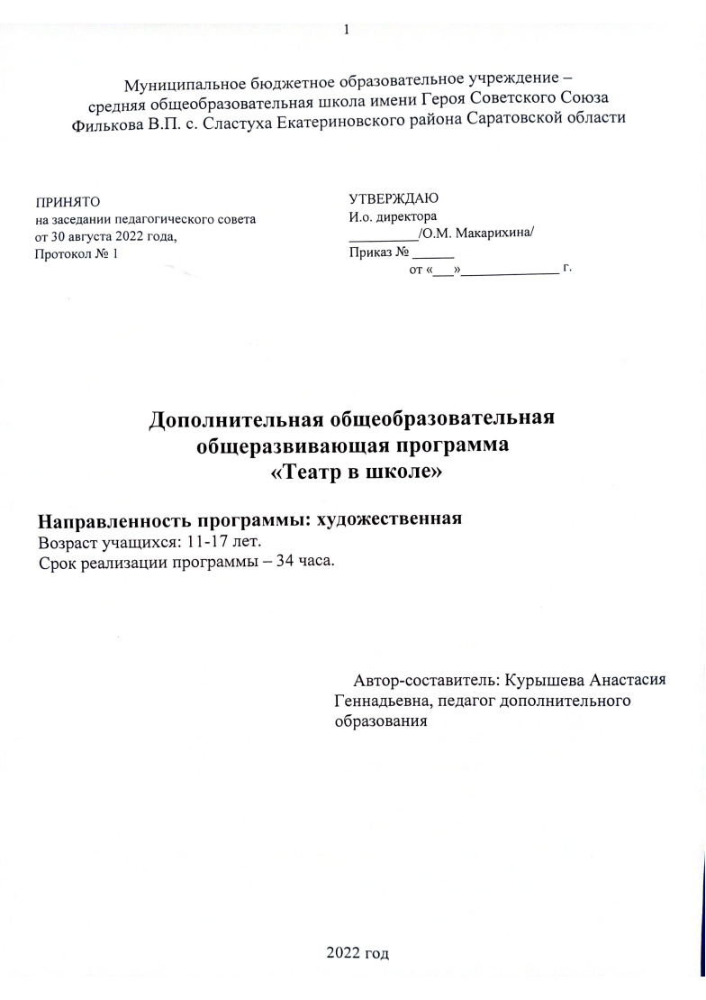 1
Муниципальное бюджетное образовательное учреждение –
средняя общеобразовательная школа имени Героя Советского Союза
Филькова В.П. с. Сластуха Екатериновского района Саратовской области
ПРИНЯТО
на заседании педагогического совета
от 30 августа 2022 года,
Протокол № 1
УТВЕРЖДАЮ
И.о. директора
__________/О.М. Макарихина/
Приказ № ______
от «___»______________ г.
Дополнительная общеобразовательная
общеразвивающая программа
«Театр в школе»
Направленность программы: художественная
Возраст учащихся: 11-17 лет.
Срок реализации программы – 34 часа.
Автор-составитель: Курышева Анастасия
Геннадьевна, педагог дополнительного
образования
2022 год